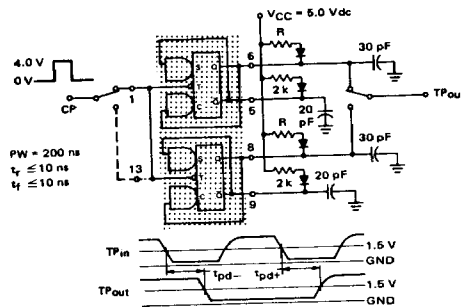 VCC = 5.0 Vdc
4.0 V
0 V
CP
1
13
PW = 200 ns
tr ≤ 10 ns
tf ≤ 10 ns
S
T
C
Q
Q
6
5
8
9
R
2 k
R
2 k
20 pF
30 pF
30 pF
20 pF
TPout
TPin
tpd−
tpd+
1.5 V
GND
TPout
1.5 V
GND